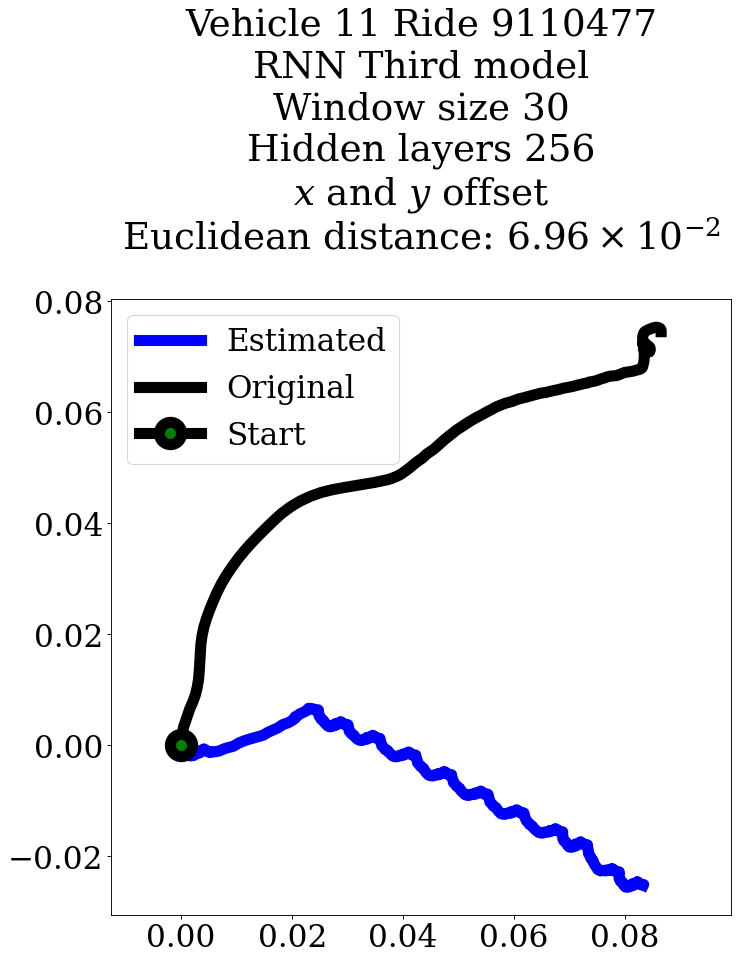 Vehicle 11 Ride 9110477
RNN Third model
Window size 30
Hidden layers 256
x and y offset
Euclidean distance: 6.96 × 10⁻²
0.08
Estimated
Original
0.06
Start
0.04
0.02
0.00
−0.02
0.00 0.02 0.04 0.06 0.08